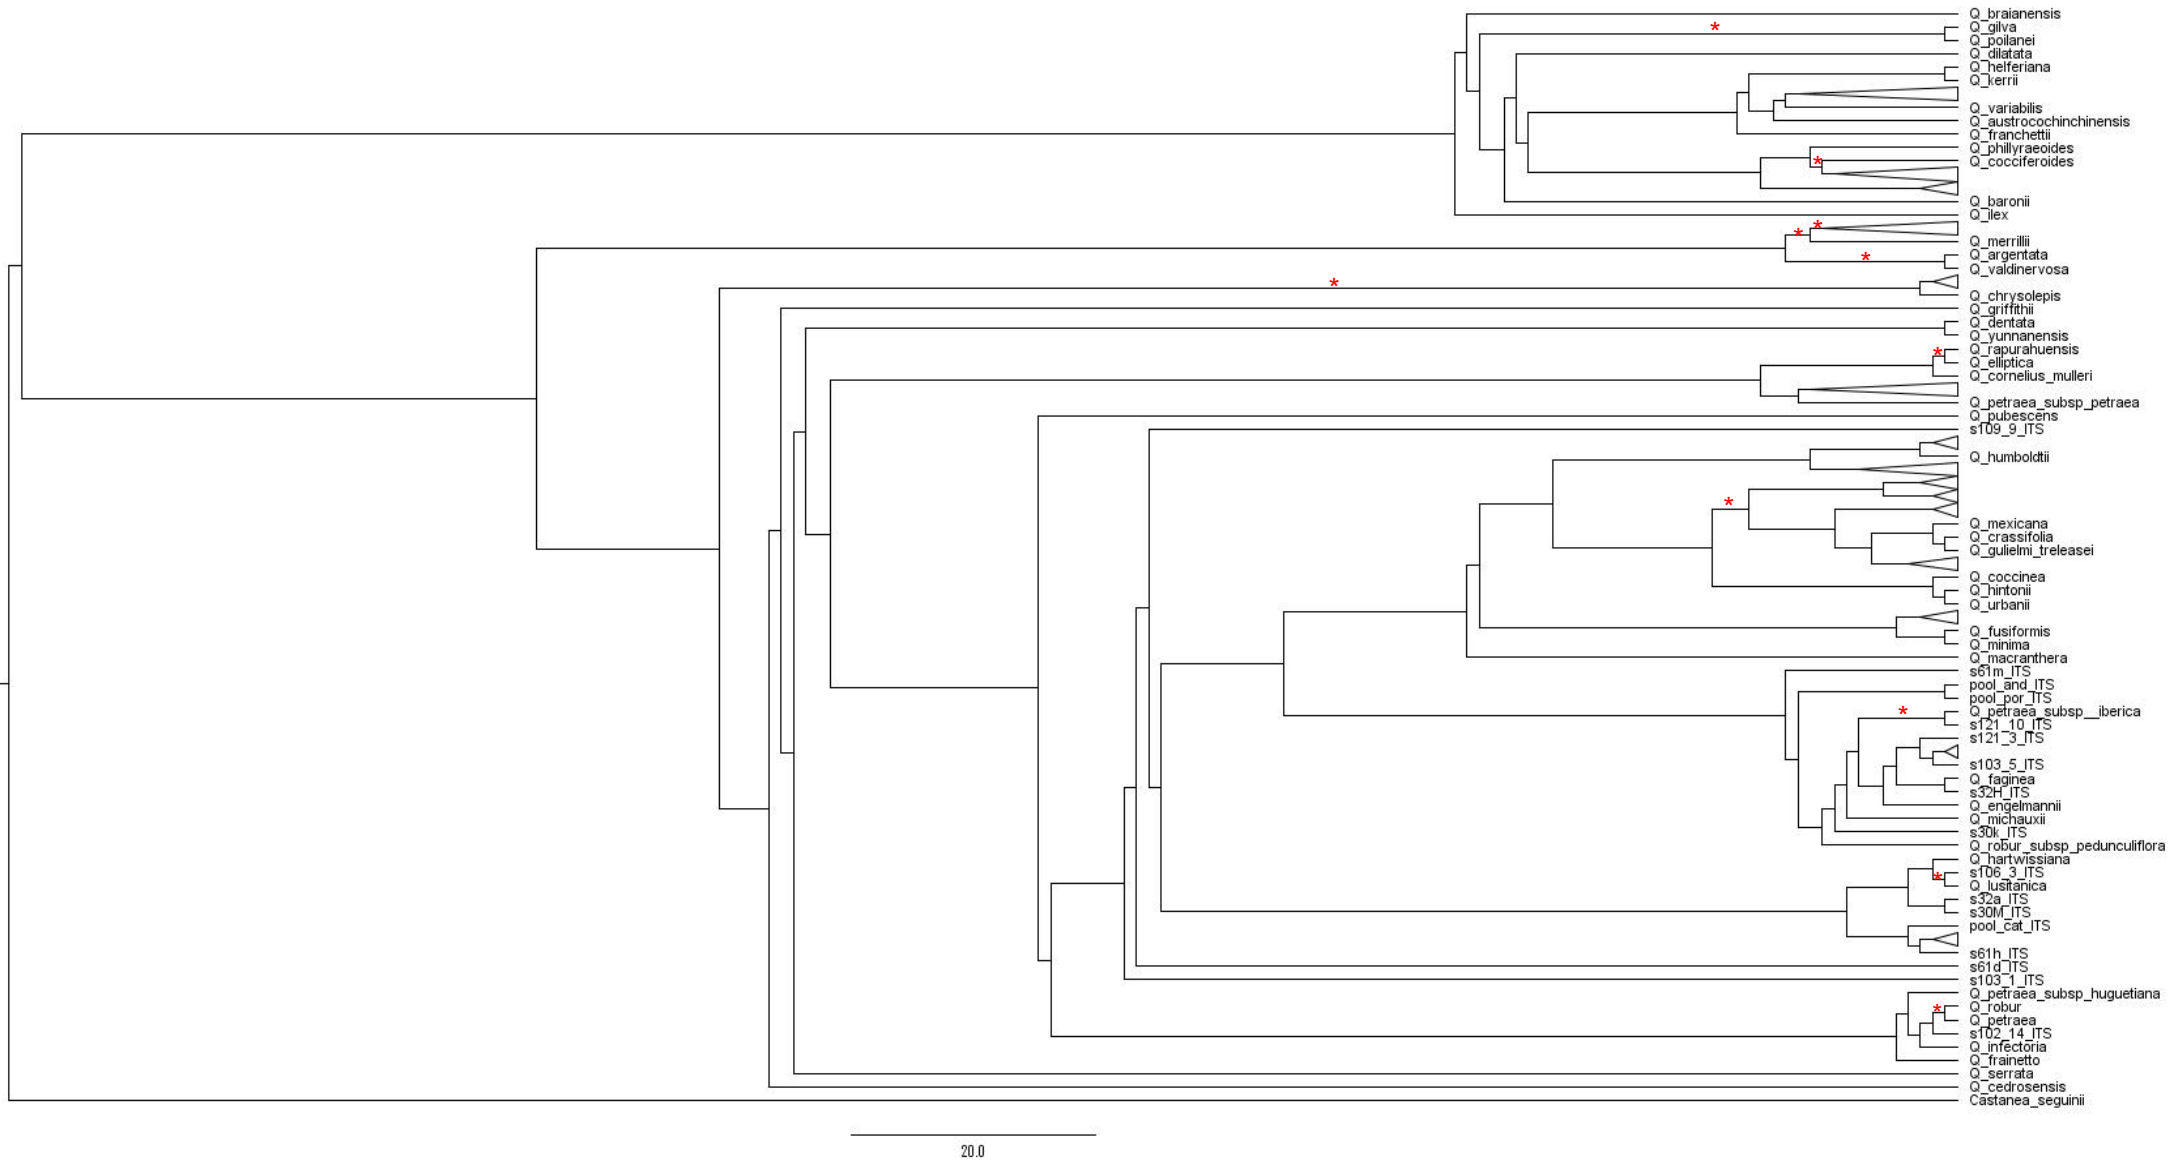 Q_braianensis
Q_gilva
Q_poilanei
Q_dilatata
Q_helferiana
Q_kerrii
Q_variabilis
Q_austrocochinchinensis
Q_franchettii
Q_phillyraeoides
Q_cocciferoides
Q_baronii
Q_ilex
Q_merrillii
Q_argentata
Q_valdinervosa
Q_chrysolepis
Q_griffithii
Q_dentata
Q_yunnanensis
Q_rapurahuensis
Q_elliptica
Q_cornelius_mulleri
Q_petraea_subsp_petraea
Q_pubescens
s109_9_ITS
Q_humboldtii
Q_mexicana
Q_crassifolia
Q_gulielmi_treleasei
Q_coccinea
Q_hintonii
Q_urbanii
Q_fusiformis
Q_minima
Q_macranthera
s61m_ITS
pool_and_ITS
pool_por_ITS
Q_petraea_subsp__iberica
s121_10_ITS
s121_3_ITS
s103_5_ITS
Q_faginea
s32H_ITS
Q_engelmannii
Q_michauxii
s30k_ITS
Q_robur_subsp_pedunculiflora
Q_hartwissiana
s106_3_ITS
Q_lusitanica
s32a_ITS
s30M_ITS
pool_cat_ITS
s61h_ITS
s61d_ITS
s103_1_ITS
Q_petraea_subsp_huguetiana
Q_robur
Q_petraea
s102_14_ITS
Q_infectoria
Q_frainetto
Q_serrata
Q_cedrosensis
Castanea_seguinii
20.0